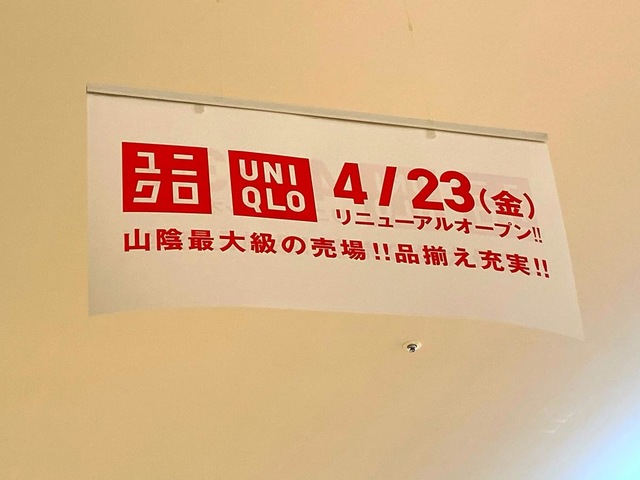 ユニ
クロ
UNI
QLO
4/23(金)
リニューアルオープン!!
山陰最大級の売場!!品揃え充実!!